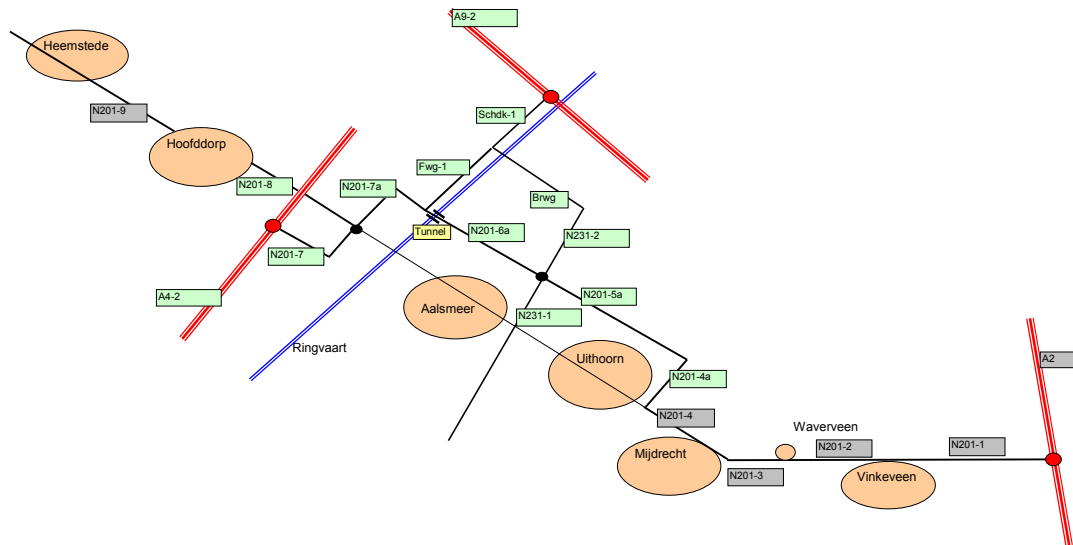 A9-2
Heemstede
N201-9
Schdk-1
Hoofddorp
Fwg-1
N201-8
N201-7a
Brwg
Tunnel
N201-6a
N231-2
N201-7
A4-2
N201-5a
Aalsmeer
N231-1
Ringvaart
Uithoorn
A2
N201-4a
N201-4
Waverveen
Mijdrecht
N201-2
N201-1
N201-3
Vinkeveen